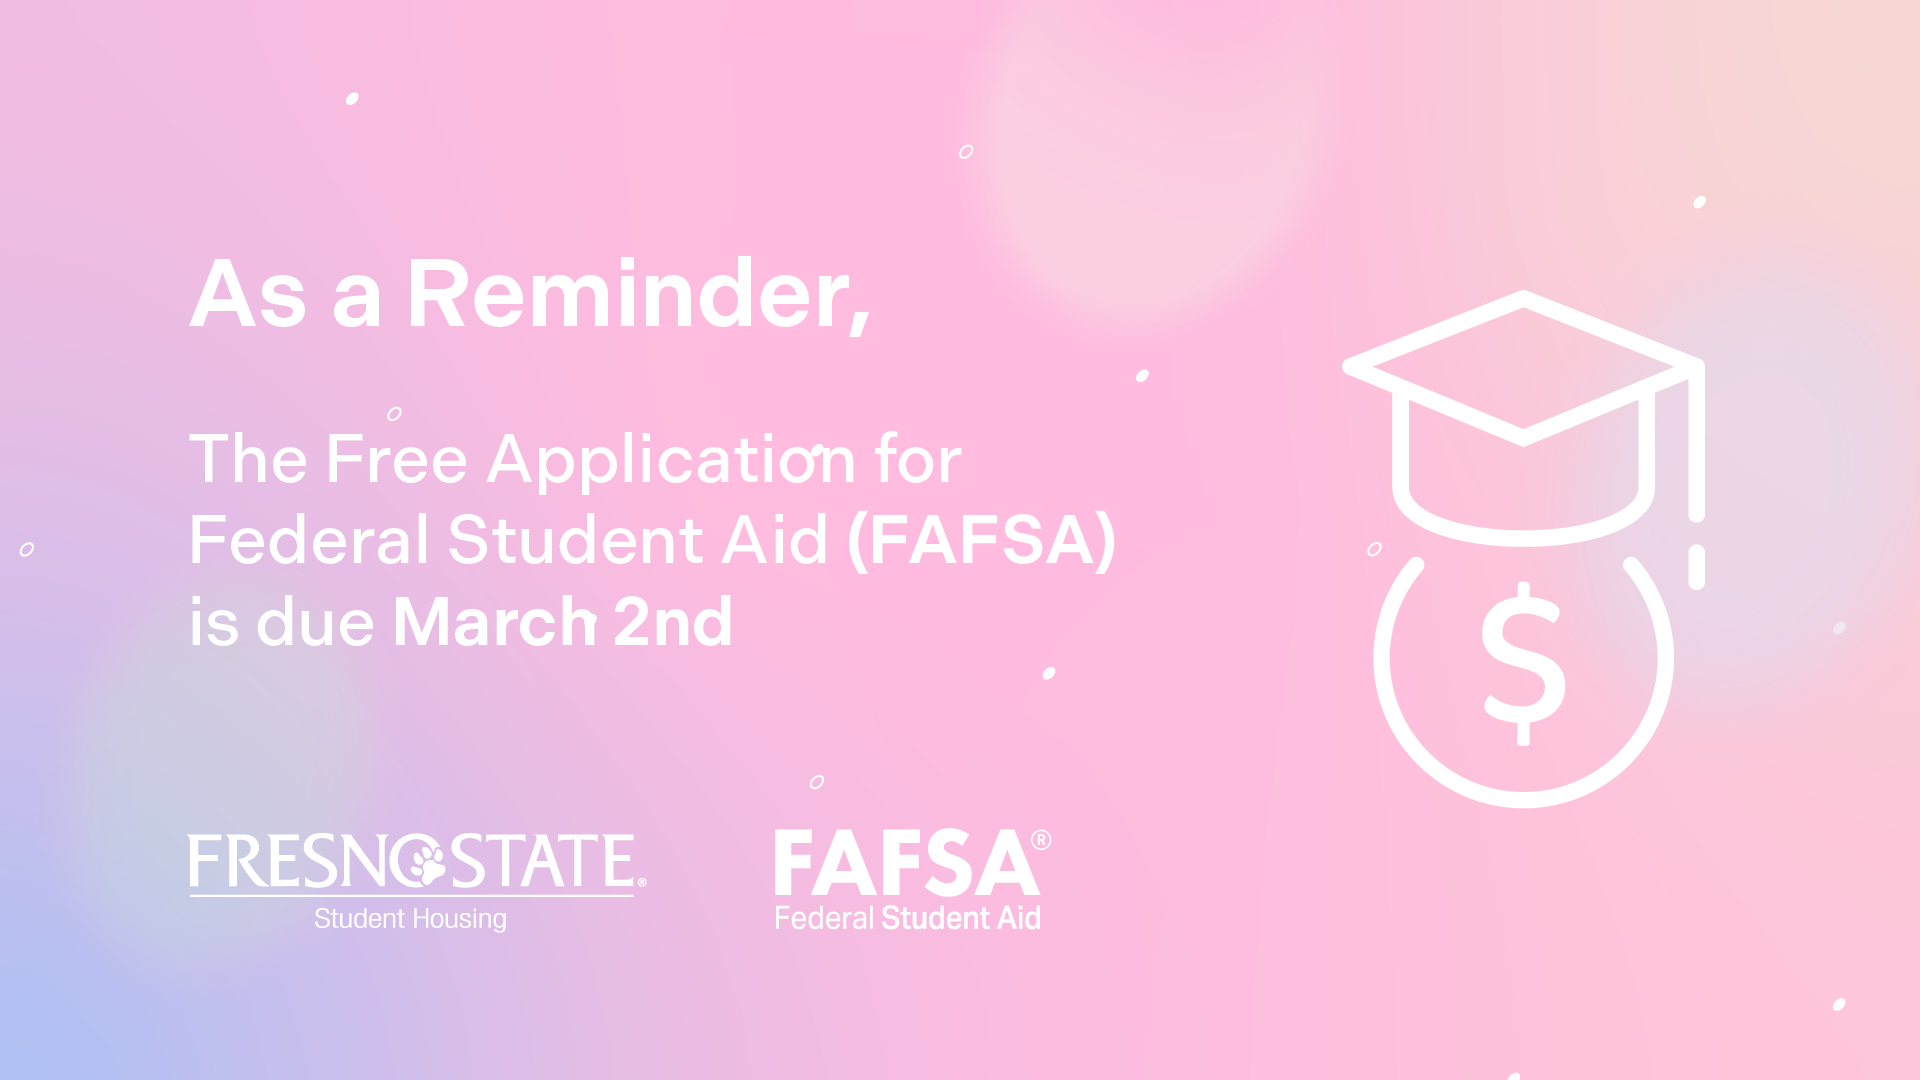 As a Reminder,
The Free Application for
Federal Student Aid (FAFSA)
is due March 2nd
FRESNO STATE®
Student Housing
FAFSA®
Federal Student Aid
$